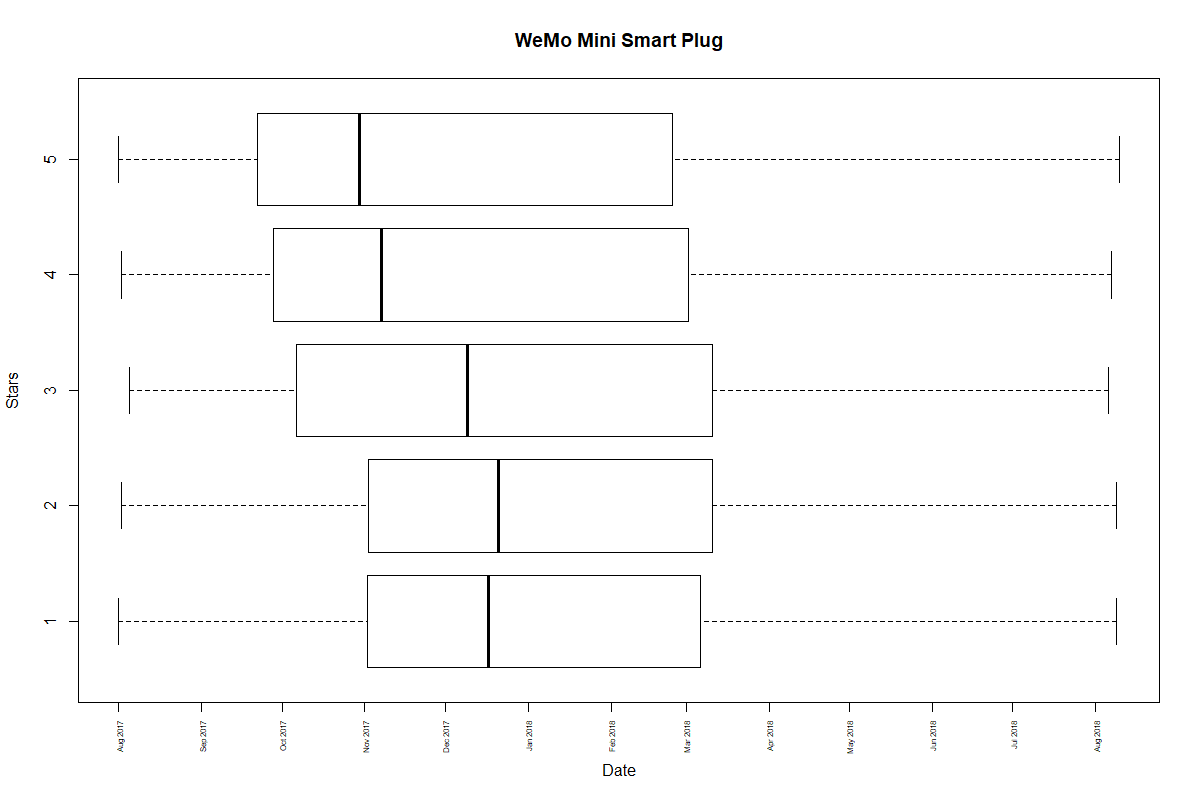 WeMo Mini Smart Plug
Stars
5
4
3
2
1
Aug 2017
Sep 2017
Oct 2017
Nov 2017
Dec 2017
Jan 2018
Feb 2018
Mar 2018
Apr 2018
May 2018
Jun 2018
Jul 2018
Aug 2018
Date